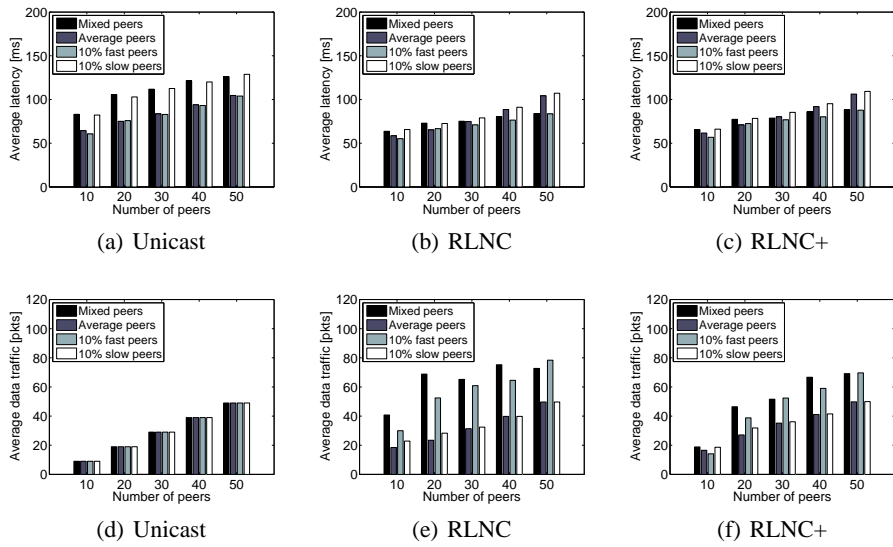 200
150
100
50
0
Average latency [ms]
Mixed peers
Average peers
10% fast peers
10% slow peers
10 20 30 40 50
Number of peers
(a) Unicast
200
150
100
50
0
Average latency [ms]
Mixed peers
Average peers
10% fast peers
10% slow peers
10 20 30 40 50
Number of peers
(b) RLNC
200
150
100
50
0
Average latency [ms]
Mixed peers
Average peers
10% fast peers
10% slow peers
10 20 30 40 50
Number of peers
(c) RLNC+
120
100
80
60
40
20
0
Average data traffic [pkts]
Mixed peers
Average peers
10% fast peers
10% slow peers
10 20 30 40 50
Number of peers
(d) Unicast
120
100
80
60
40
20
0
Average data traffic [pkts]
Mixed peers
Average peers
10% fast peers
10% slow peers
10 20 30 40 50
Number of peers
(e) RLNC
120
100
80
60
40
20
0
Average data traffic [pkts]
Mixed peers
Average peers
10% fast peers
10% slow peers
10 20 30 40 50
Number of peers
(f) RLNC+